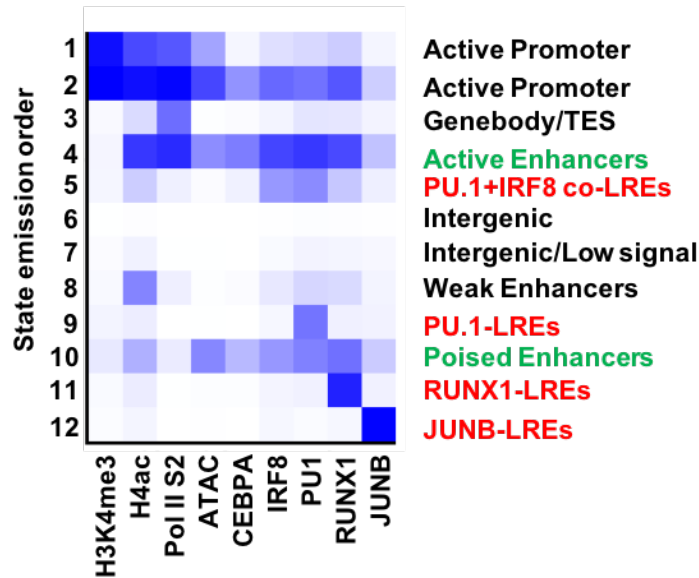 State emission order
1 Active Promoter
2 Active Promoter
3 Genebody/TES
4 Active Enhancers
5 PU.1+IRF8 co-LREs
6 Intergenic
7 Intergenic/Low signal
8 Weak Enhancers
9 PU.1-LREs
10 Poised Enhancers
11 RUNX1-LREs
12 JUNB-LREs
H3K4me3
H4ac
Pol II S2
ATAC
CEBPA
IRF8
PU1
RUNX1
JUNB